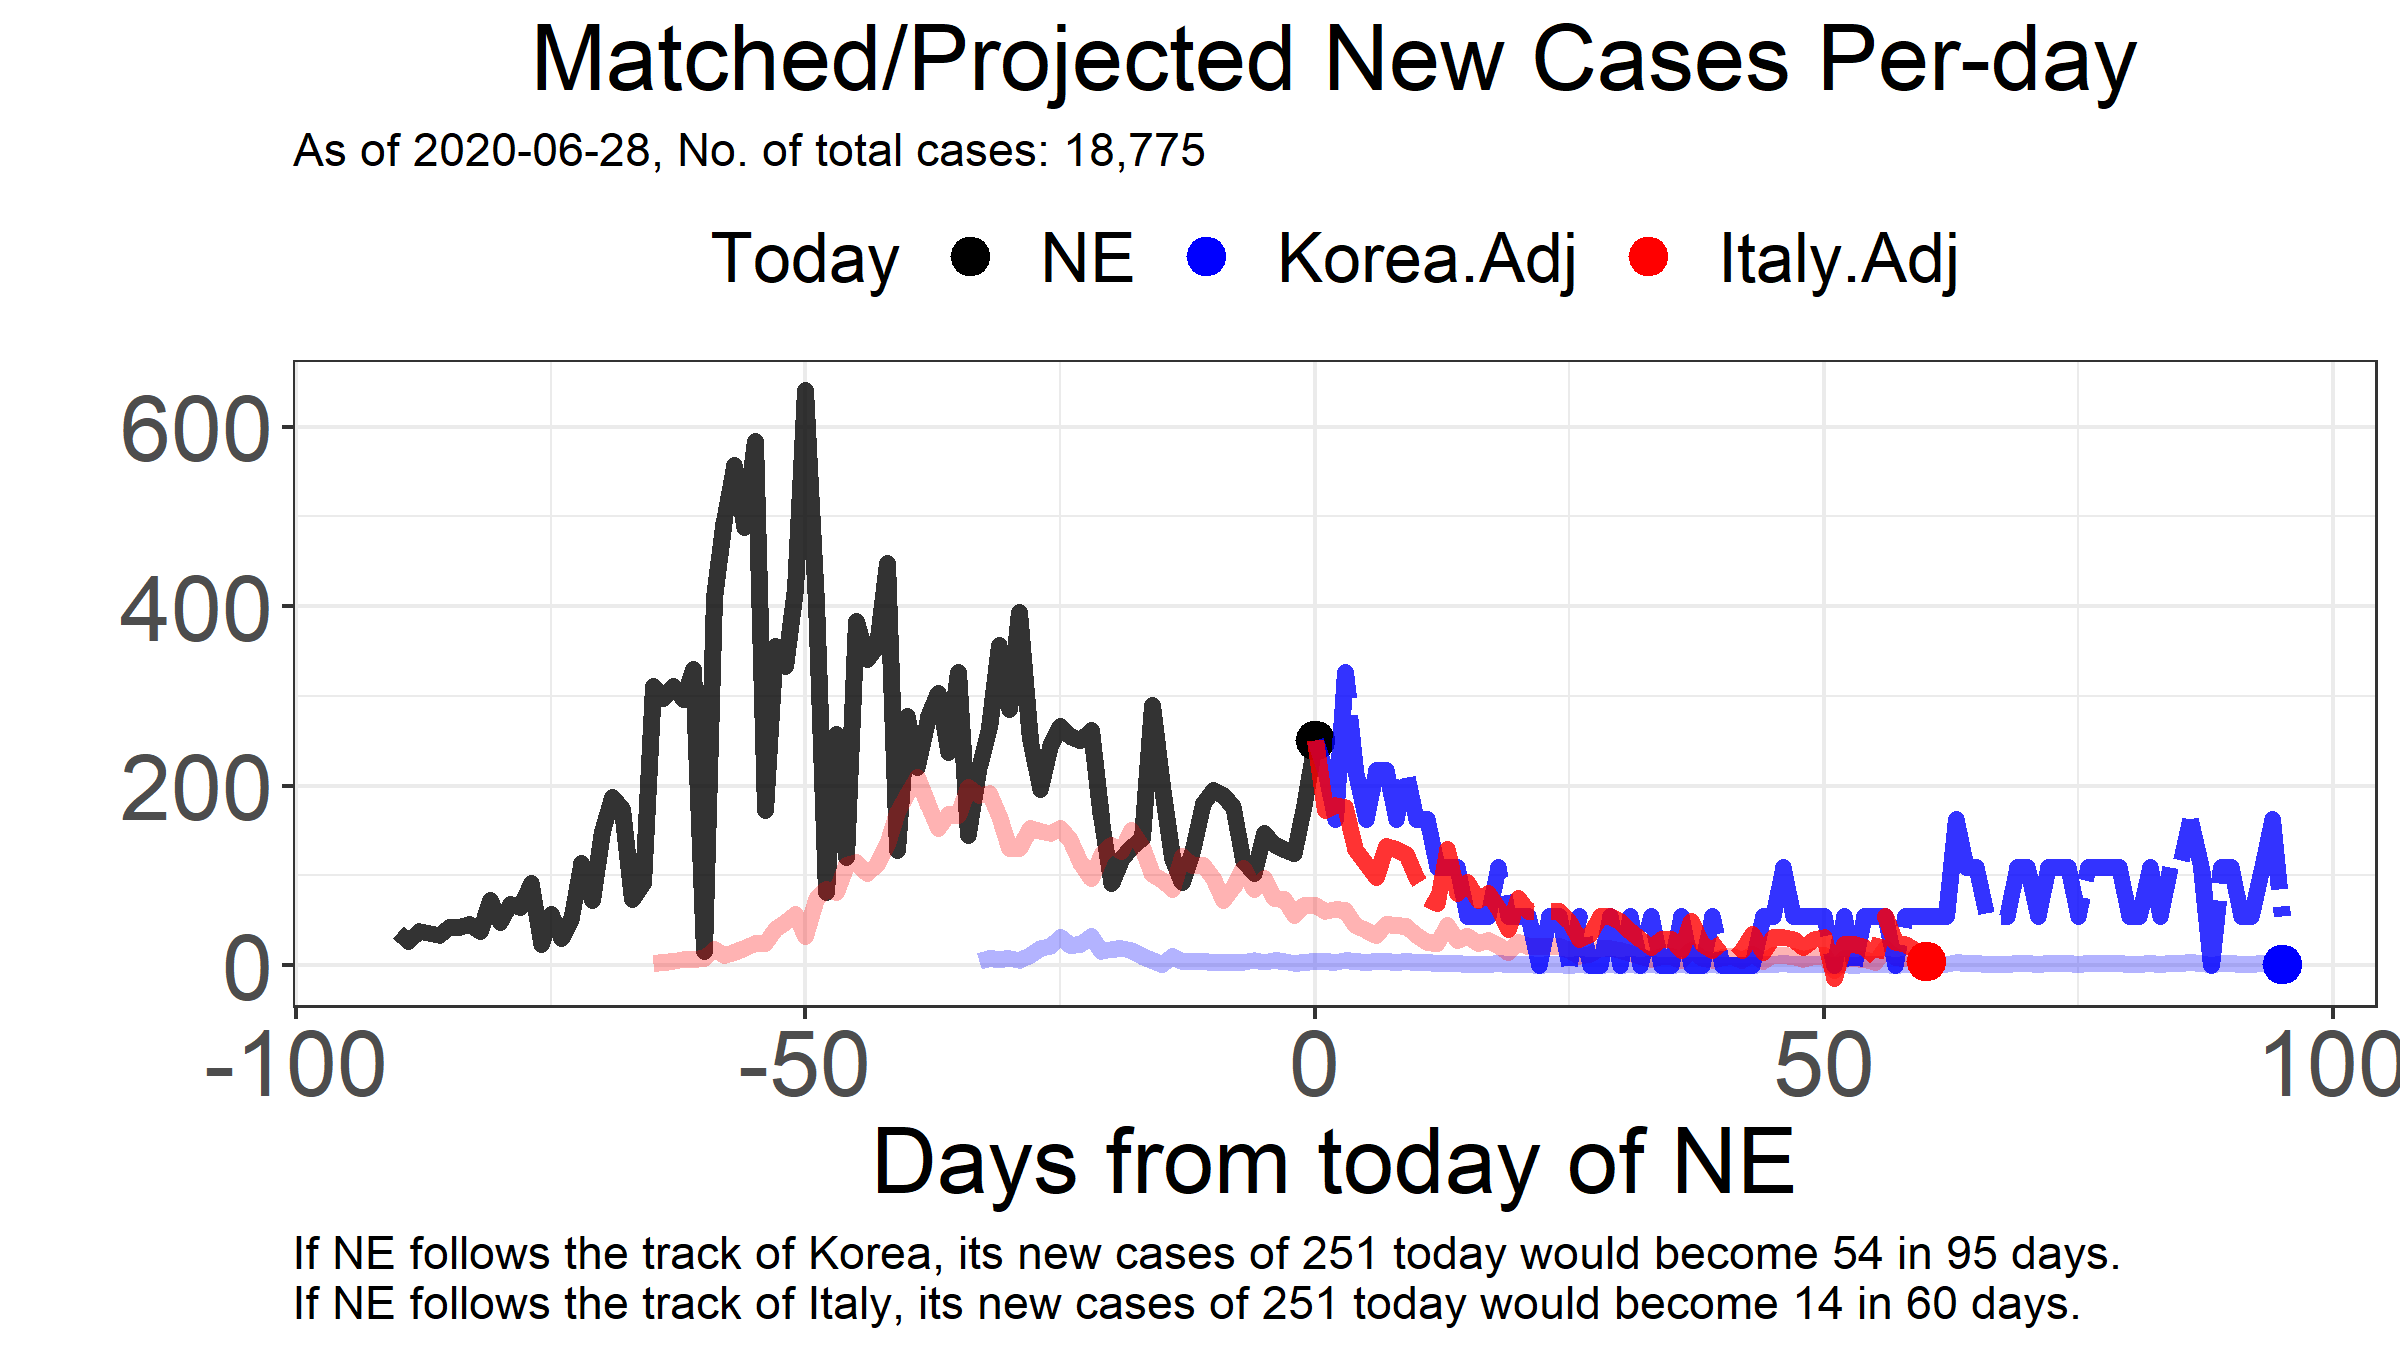 Matched/Projected New Cases Per-day
As of 2020-06-28, No. of total cases: 18,775
Today NE Korea.Adj Italy.Adj
600
400
200
0
-100 -50 0 50 100
Days from today of NE
If NE follows the track of Korea, its new cases of 251 today would become 54 in 95 days.
If NE follows the track of Italy, its new cases of 251 today would become 14 in 60 days.